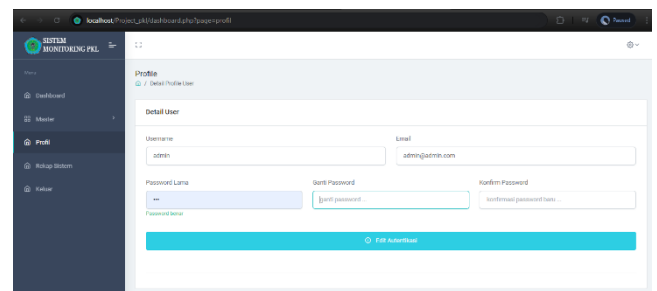 localhost/Project_pkl/dashboard.php?page=profil
Paused
SISTEM
MONITORING PKL
Menu
Dashboard
Master
Profil
Rekap Sistem
Keluar
Profile
/ Detail Profile User
Detail User
Username
Email
admin
admin@admin.com
Password Lama
Ganti Password
Konfirm Password
•••
ganti password ...
konfirmasi password baru ...
Password benar
Edit Autentikasi